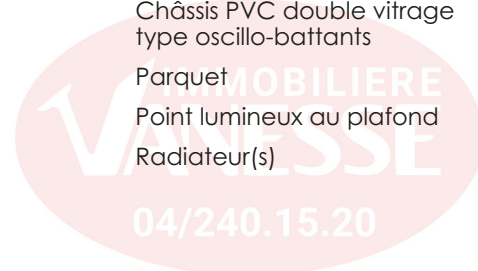 Châssis PVC double vitrage
type oscillo-battants
Parquet
Point lumineux au plafond
Radiateur(s)
IMMOBILIERE
VANESSE
04/240.15.20